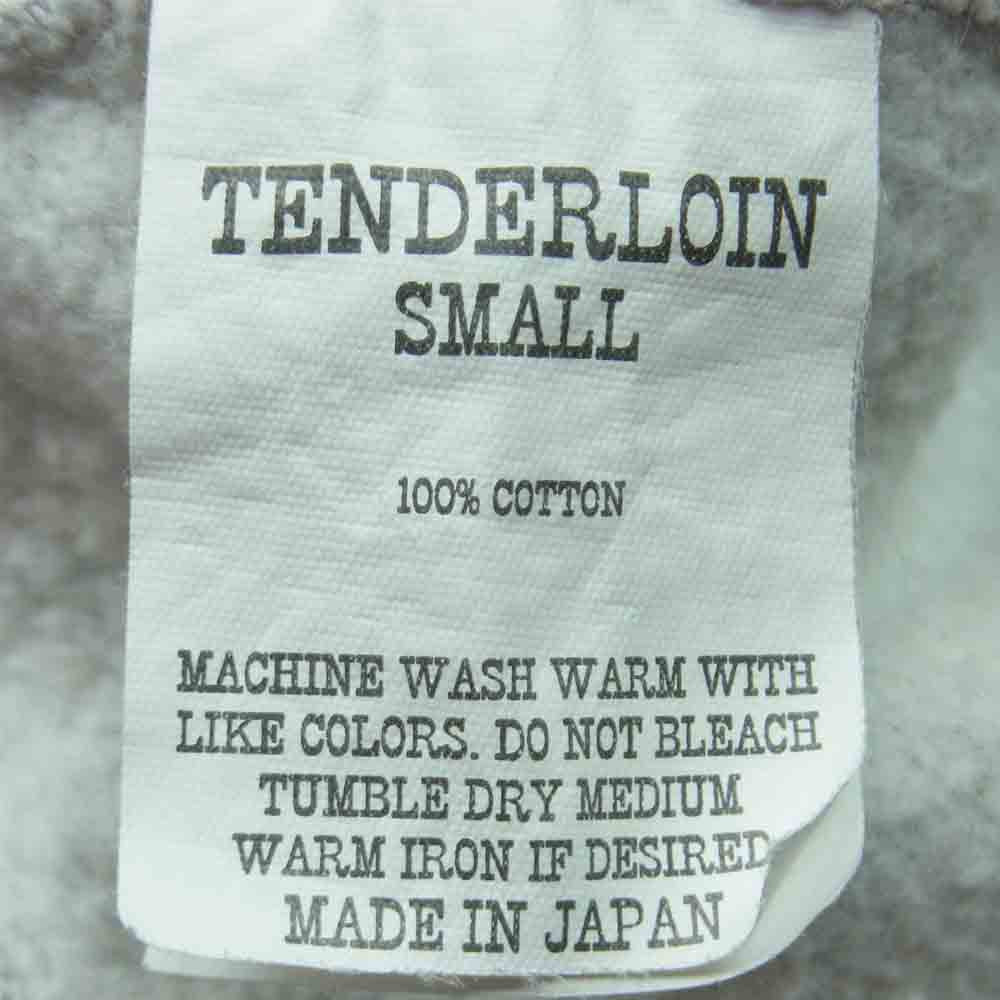 TENDERLOIN
SMALL
100% COTTON
MACHINE WASH WARM WITH
LIKE COLORS. DO NOT BLEACH
TUMBLE DRY MEDIUM
WARM IRON IF DESIRED
MADE IN JAPAN